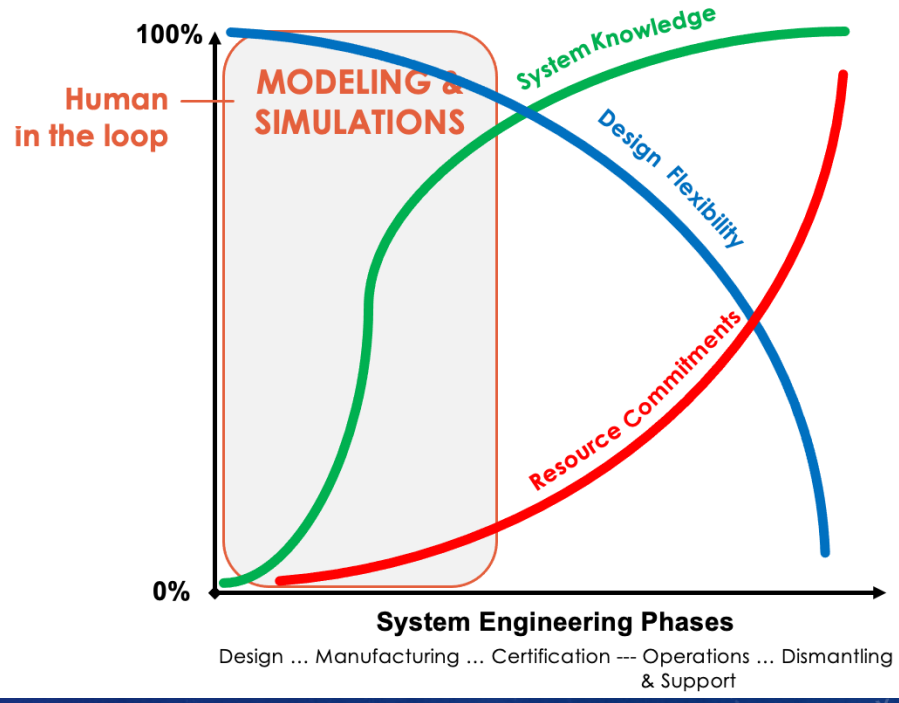 100%
System Knowledge
MODELING &
SIMULATIONS
Human
in the loop
Design Flexibility
Resource Commitments
0%
System Engineering Phases
Design ... Manufacturing ... Certification --- Operations ... Dismantling
& Support